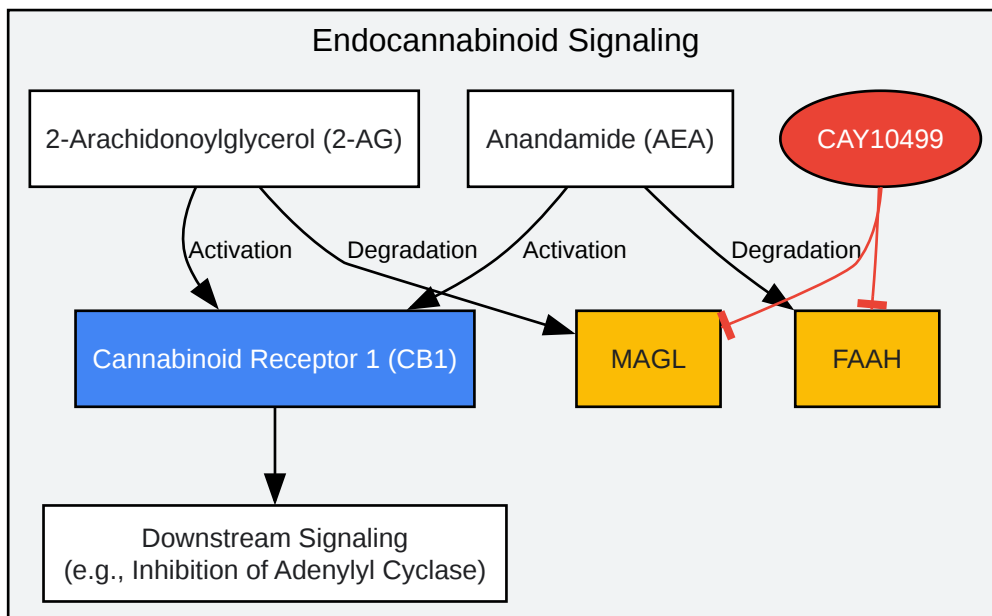 Endocannabinoid Signaling
2-Arachidonoylglycerol (2-AG)
Anandamide (AEA)
CAY10499
Activation
Degradation
Activation
Degradation
Cannabinoid Receptor 1 (CB1)
MAGL
FAAH
Downstream Signaling
(e.g., Inhibition of Adenylyl Cyclase)